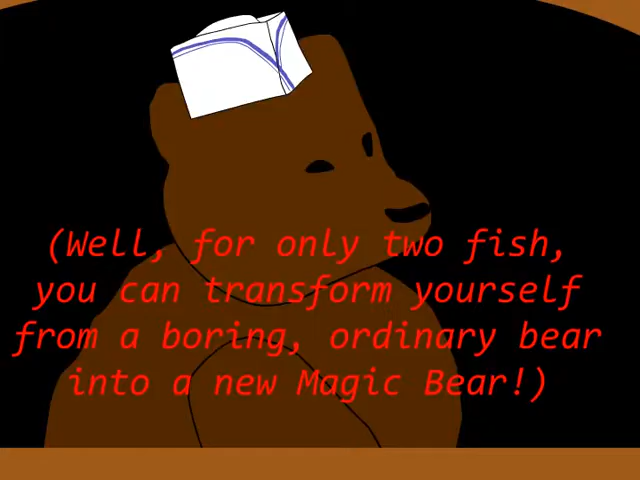 (Well, for only two fish,
you can transform yourself
from a boring, ordinary bear
into a new Magic Bear!)